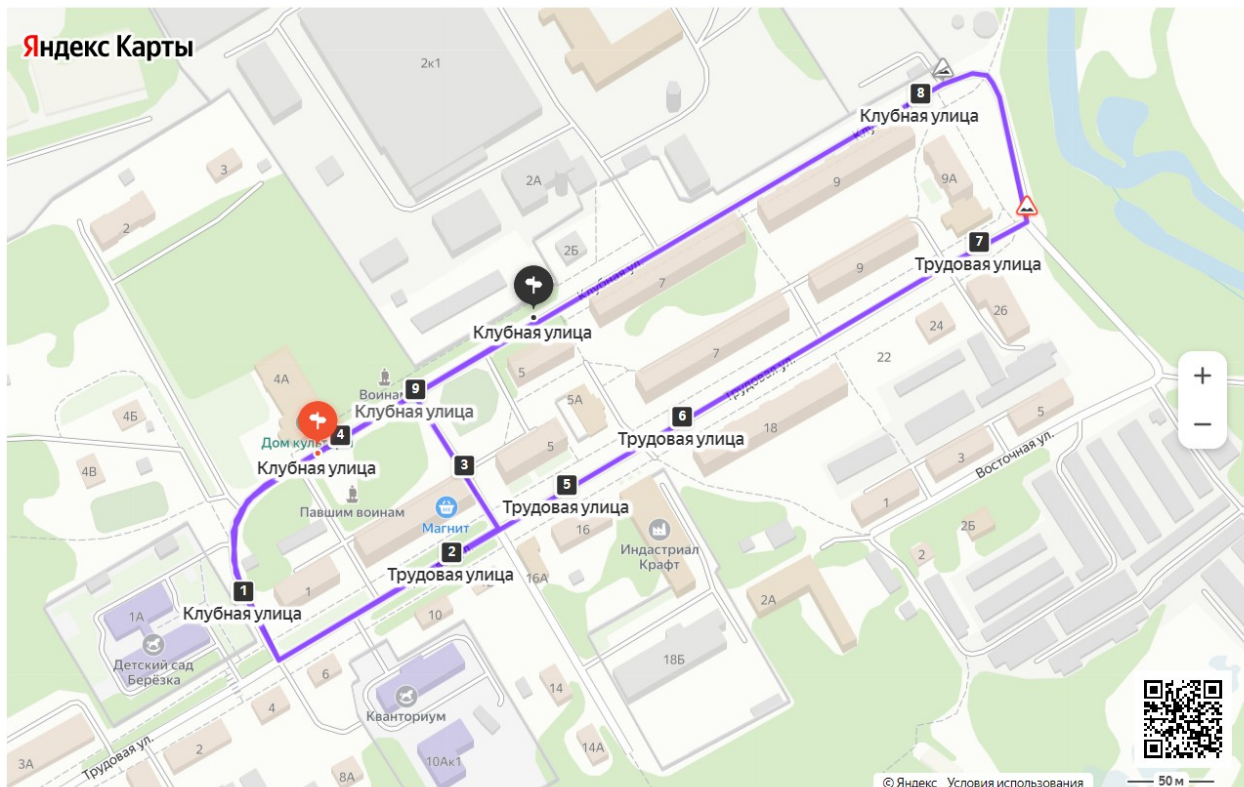 Яндекс Карты
2к1
8
Клубная улица
3
2А
9
9А
2
2Б
7
Трудовая улица
Клубная ул.
7
9
Клубная улица
26
24
4А
5
7
22
Воина
9
Клубная улица
5А
Трудовая ул.
4Б
6
Трудовая улица
18
5
Дом кул
4
Клубная улица
5
3
Восточная ул.
4В
3
5
Трудовая улица
1
Павшим воинам
Магнит
16
Индастриал
Крафт
2Б
2
Трудовая улица
2
16А
1
Клубная улица
1
1А
10
2А
Детский сад
Берёзка
6
18Б
4
14
Кванториум
Трудовая ул.
2
3А
8А
10Ак1
14А
© Яндекс Условия использования
50 м